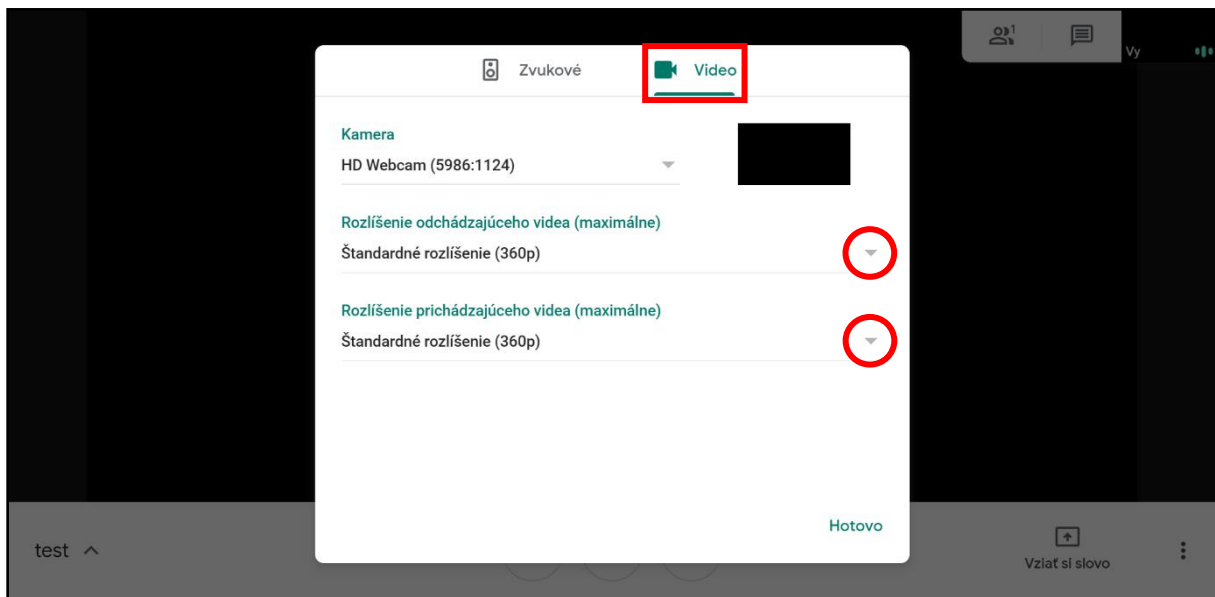 1
Vy
Zvukové
Video
Kamera
HD Webcam (5986:1124)
Rozlíšenie odchádzajúceho videa (maximálne)
Štandardné rozlíšenie (360p)
Rozlíšenie prichádzajúceho videa (maximálne)
Štandardné rozlíšenie (360p)
Hotovo
test
Vziať si slovo